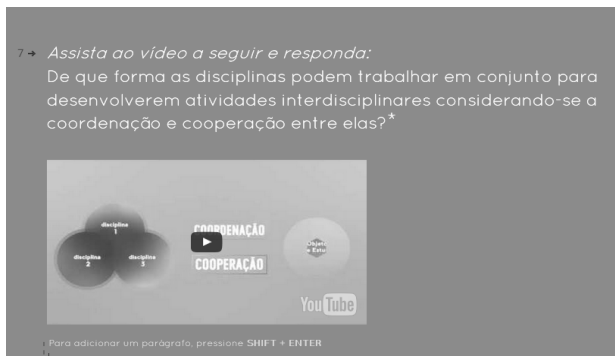 7 → Assista ao vídeo a seguir e responda:
De que forma as disciplinas podem trabalhar em conjunto para
desenvolverem atividades interdisciplinares considerando-se a
coordenação e cooperação entre elas?*
disciplina
1
disciplina
2
disciplina
3
COORDENAÇÃO
COOPERAÇÃO
Objeto
Estu
YouTube
Para adicionar um parágrafo, pressione SHIFT + ENTER